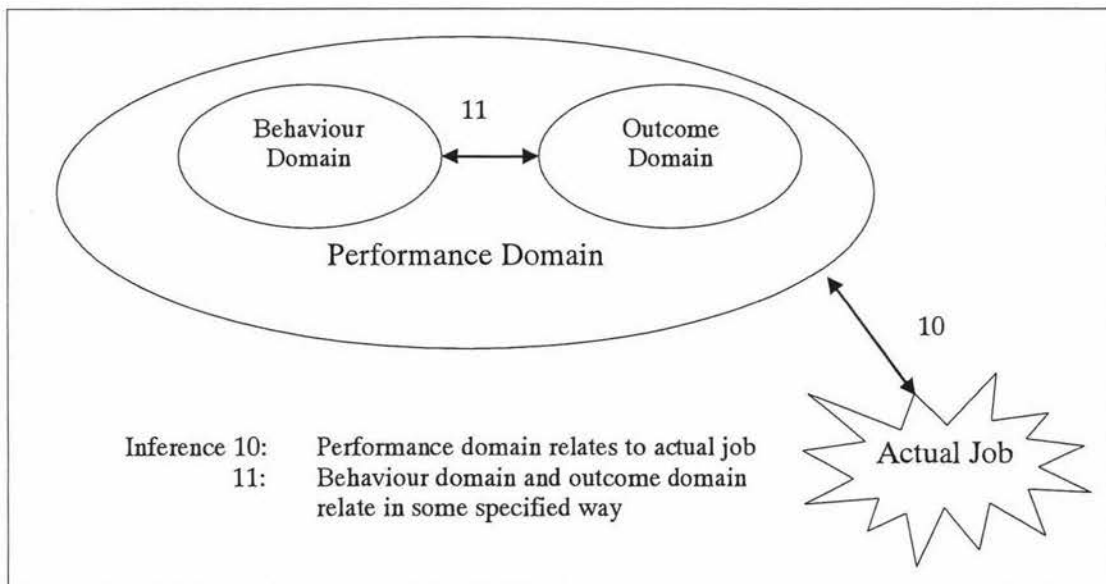 11
Behaviour
Domain
Outcome
Domain
Performance Domain
10
Actual Job
Inference 10: Performance domain relates to actual job
11: Behaviour domain and outcome domain
relate in some specified way